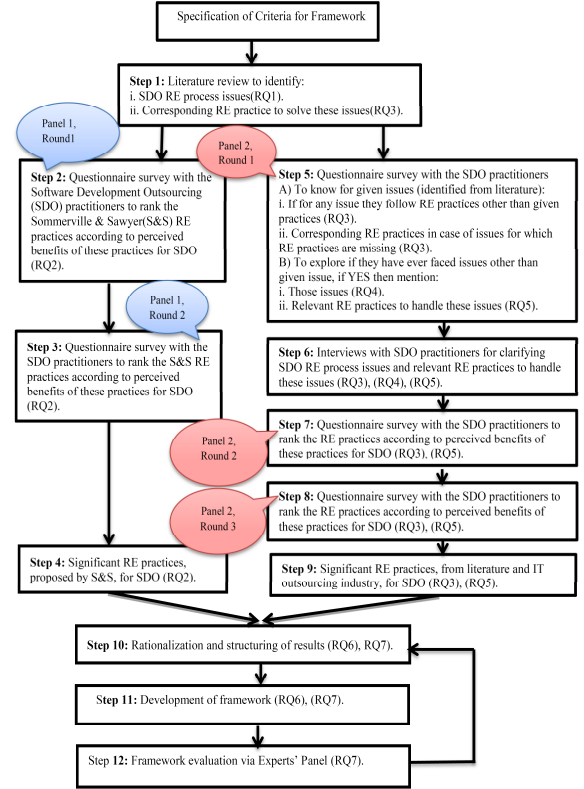 Specification of Criteria for Framework
Step 1: Literature review to identify:
i. SDO RE process issues(RQ1).
ii. Corresponding RE practice to solve these issues(RQ3).
Panel 1,
Round1
Panel 2,
Round 1
Step 2: Questionnaire survey with the
Software Development Outsourcing
(SDO) practitioners to rank the
Sommerville & Sawyer(S&S) RE
practices according to perceived
benefits of these practices for SDO
(RQ2).
Step 5: Questionnaire survey with the SDO practitioners
A) To know for given issues (identified from literature):
i. If for any issue they follow RE practices other than given
practices (RQ3).
ii. Corresponding RE practices in case of issues for which
RE practices are missing (RQ3).
B) To explore if they have ever faced issues other than
given issue, if YES then mention:
i. Those issues (RQ4).
ii. Relevant RE practices to handle these issues (RQ5).
Panel 1,
Round 2
Step 3: Questionnaire survey with the
SDO practitioners to rank the S&S RE
practices according to perceived
benefits of these practices for SDO
(RQ2).
Step 6: Interviews with SDO practitioners for clarifying
SDO RE process issues and relevant RE practices to handle
these issues (RQ3), (RQ4), (RQ5).
Panel 2,
Round 2
Step 7: Questionnaire survey with the SDO practitioners to
rank the RE practices according to perceived benefits of
these practices for SDO (RQ3), (RQ5).
Panel 2,
Round 3
Step 8: Questionnaire survey with the SDO practitioners to
rank the RE practices according to perceived benefits of
these practices for SDO (RQ3), (RQ5).
Step 4: Significant RE practices,
proposed by S&S, for SDO (RQ2).
Step 9: Significant RE practices, from literature and IT
outsourcing industry, for SDO (RQ3), (RQ5).
Step 10: Rationalization and structuring of results (RQ6), RQ7).
Step 11: Development of framework (RQ6), (RQ7).
Step 12: Framework evaluation via Experts' Panel (RQ7).